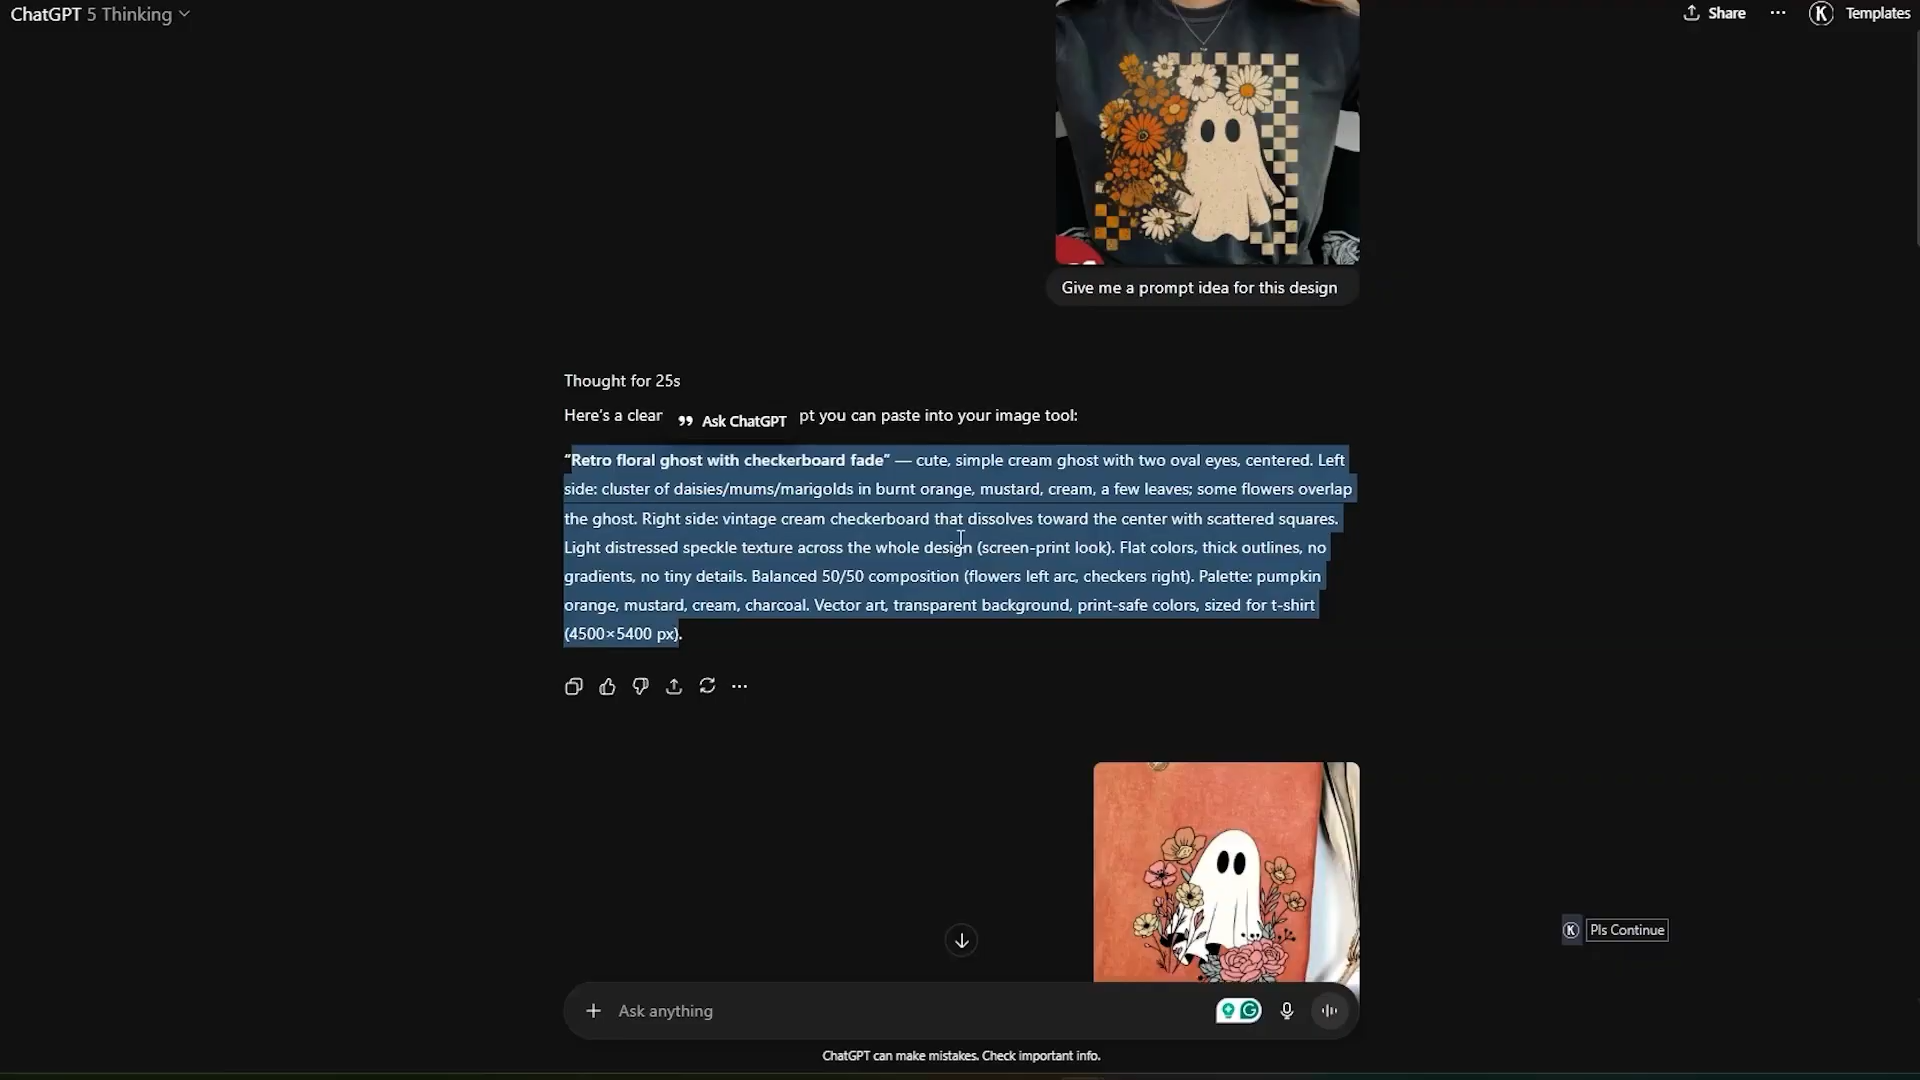 ChatGPT 5 Thinking
Share
Templates
Give me a prompt idea for this design
Thought for 25s
Here's a clear
Ask ChatGPT
pt you can paste into your image tool:
“Retro floral ghost with checkerboard fade” — cute, simple cream ghost with two oval eyes, centered. Left
side: cluster of daisies/mums/marigolds in burnt orange, mustard, cream, a few leaves; some flowers overlap
the ghost. Right side: vintage cream checkerboard that dissolves toward the center with scattered squares.
Light distressed speckle texture across the whole design (screen-print look). Flat colors, thick outlines, no
gradients, no tiny details. Balanced 50/50 composition (flowers left arc, checkers right). Palette: pumpkin
orange, mustard, cream, charcoal. Vector art, transparent background, print-safe colors, sized for t-shirt
(4500×5400 px).
K Pls Continue
Ask anything
ChatGPT can make mistakes. Check important info.